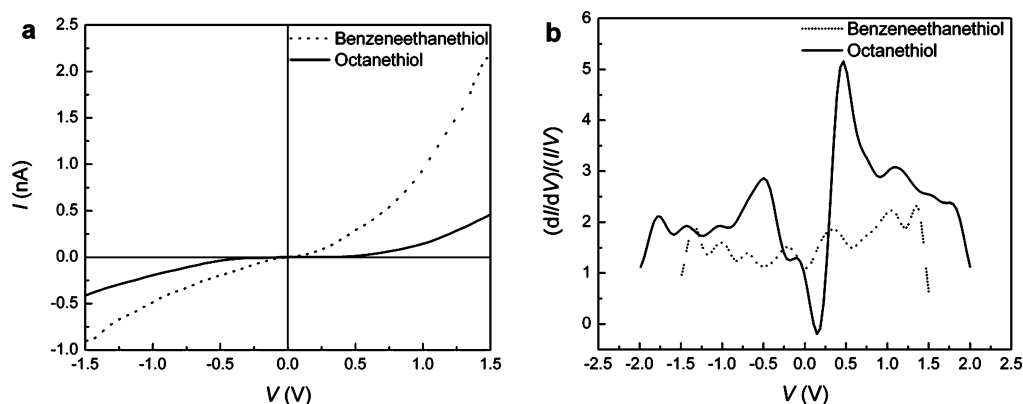 a
Benzeneethanethiol
Octanethiol
2.5
2.0
1.5
1.0
0.5
0.0
-0.5
-1.0
I (nA)
-1.5 -1.0 -0.5 0.0 0.5 1.0 1.5
V (V)
b
Benzeneethanethiol
Octanethiol
6
5
4
3
2
1
0
(dI/dV)/(I/V)
-2.5 -2.0 -1.5 -1.0 -0.5 0.0 0.5 1.0 1.5 2.0 2.5
V (V)